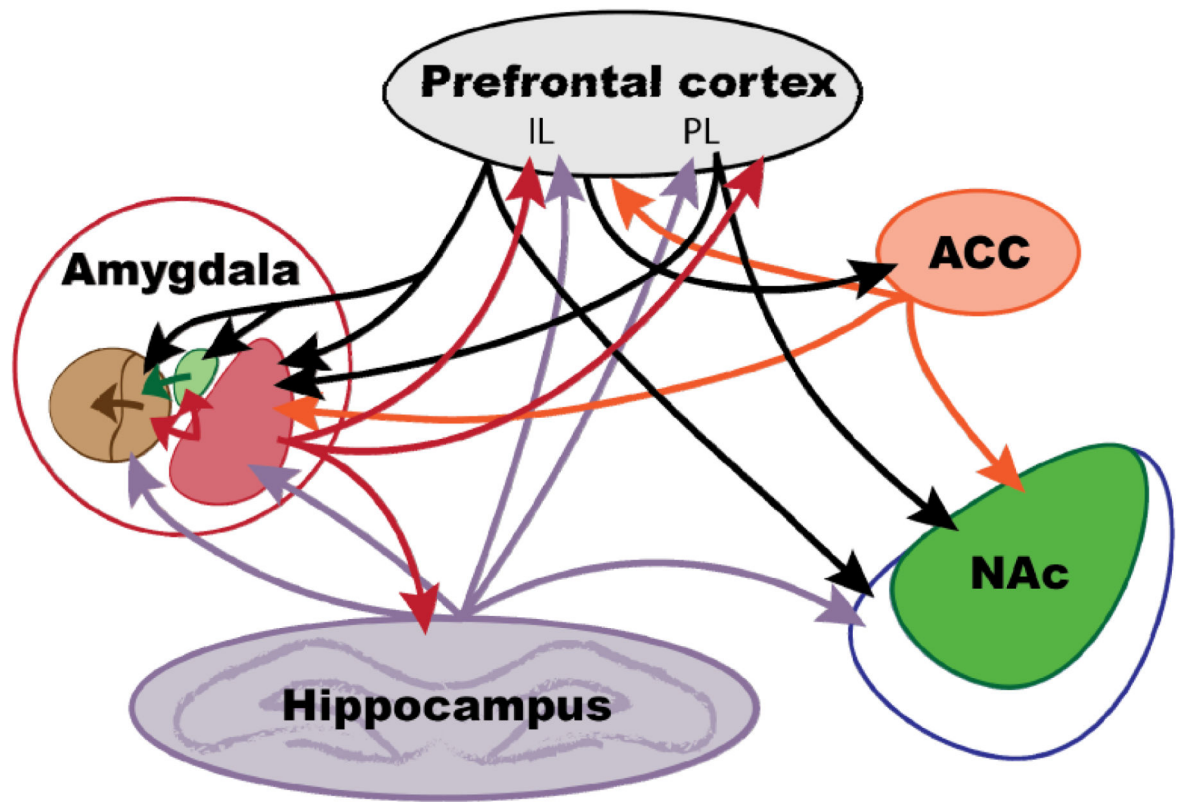 Prefrontal cortex
IL PL
Amygdala
ACC
NAc
Hippocampus